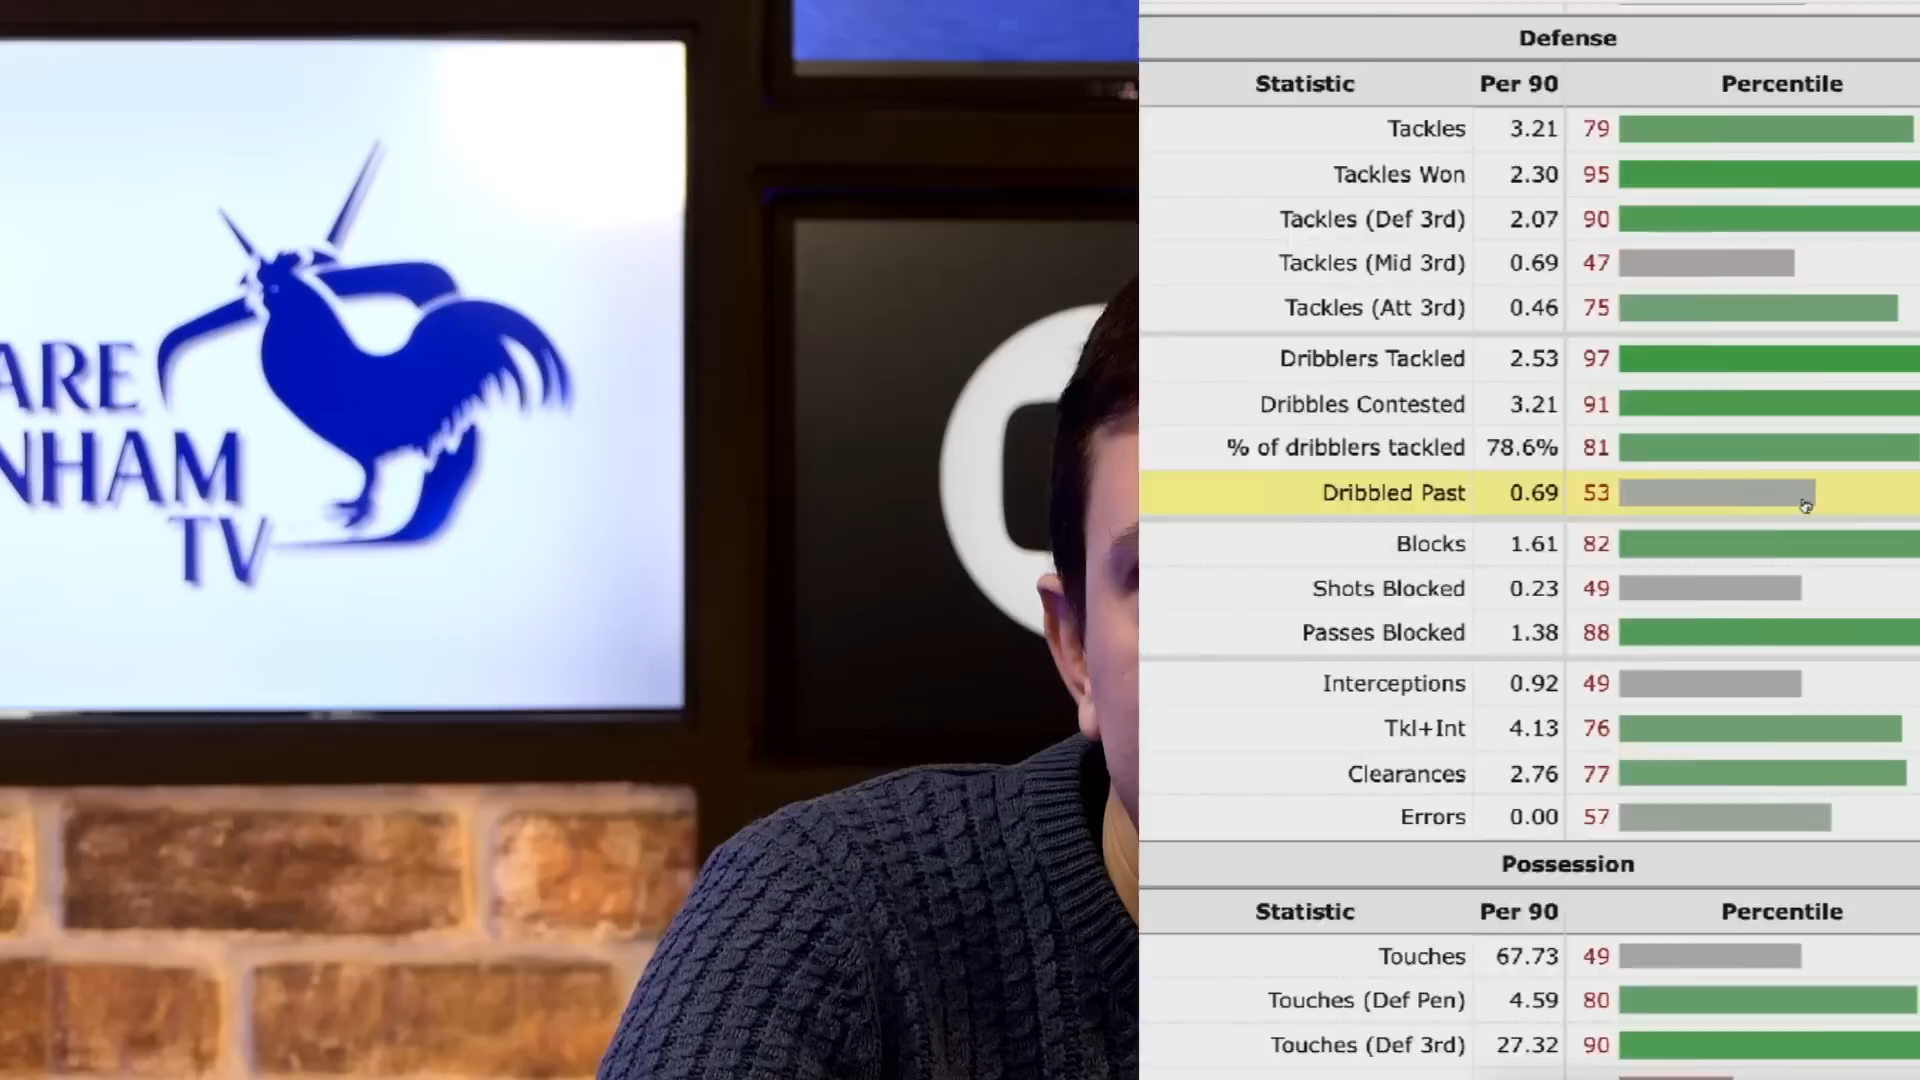 ARE
NHAM
TV
Defense
Statistic Per 90 Percentile
Tackles 3.21 79
Tackles Won 2.30 95
Tackles (Def 3rd) 2.07 90
Tackles (Mid 3rd) 0.69 47
Tackles (Att 3rd) 0.46 75
Dribblers Tackled 2.53 97
Dribbles Contested 3.21 91
% of dribblers tackled 78.6% 81
Dribbled Past 0.69 53
Blocks 1.61 82
Shots Blocked 0.23 49
Passes Blocked 1.38 88
Interceptions 0.92 49
Tkl+Int 4.13 76
Clearances 2.76 77
Errors 0.00 57
Possession
Statistic Per 90 Percentile
Touches 67.73 49
Touches (Def Pen) 4.59 80
Touches (Def 3rd) 27.32 90